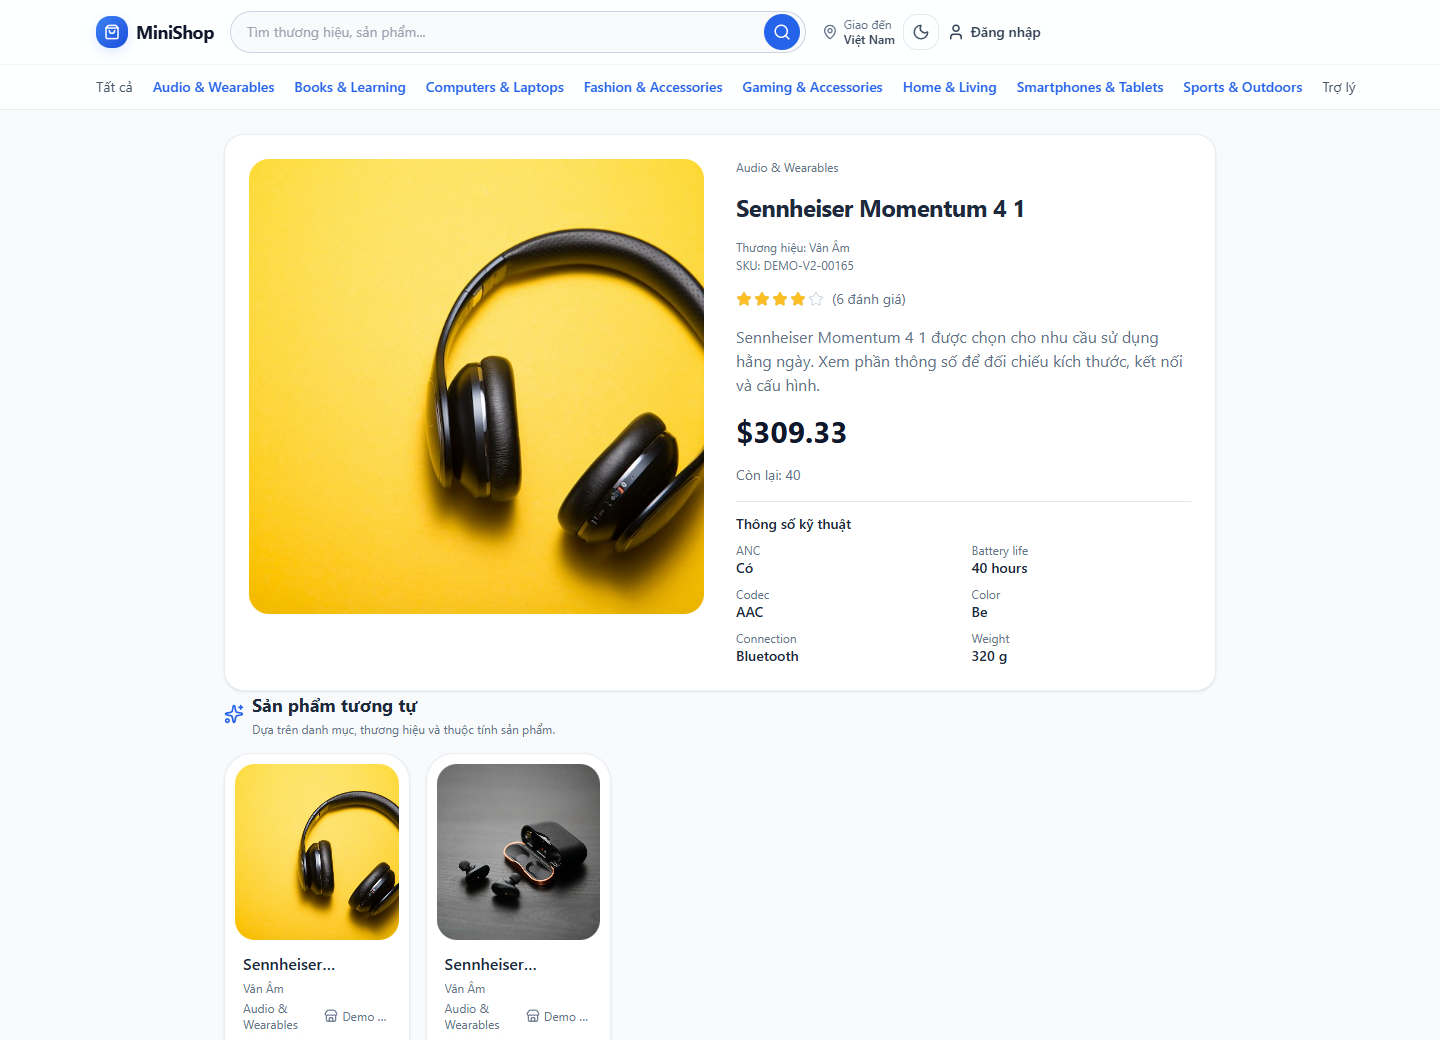 MiniShop
Tìm thương hiệu, sản phẩm...
Giao đến
Việt Nam
Đăng nhập
Tất cả
Audio & Wearables
Books & Learning
Computers & Laptops
Fashion & Accessories
Gaming & Accessories
Home & Living
Smartphones & Tablets
Sports & Outdoors
Trợ lý
Audio & Wearables
Sennheiser Momentum 4 1
Thương hiệu: Vân Âm
SKU: DEMO-V2-00165
(6 đánh giá)
Sennheiser Momentum 4 1 được chọn cho nhu cầu sử dụng
hằng ngày. Xem phần thông số để đối chiếu kích thước, kết nối
và cấu hình.
$309.33
Còn lại: 40
Thông số kỹ thuật
ANC
Có
Battery life
40 hours
Codec
AAC
Color
Be
Connection
Bluetooth
Weight
320 g
Sản phẩm tương tự
Dựa trên danh mục, thương hiệu và thuộc tính sản phẩm.
Sennheiser...
Vân Âm
Audio &
Wearables
Demo ...
Sennheiser...
Vân Âm
Audio &
Wearables
Demo ...